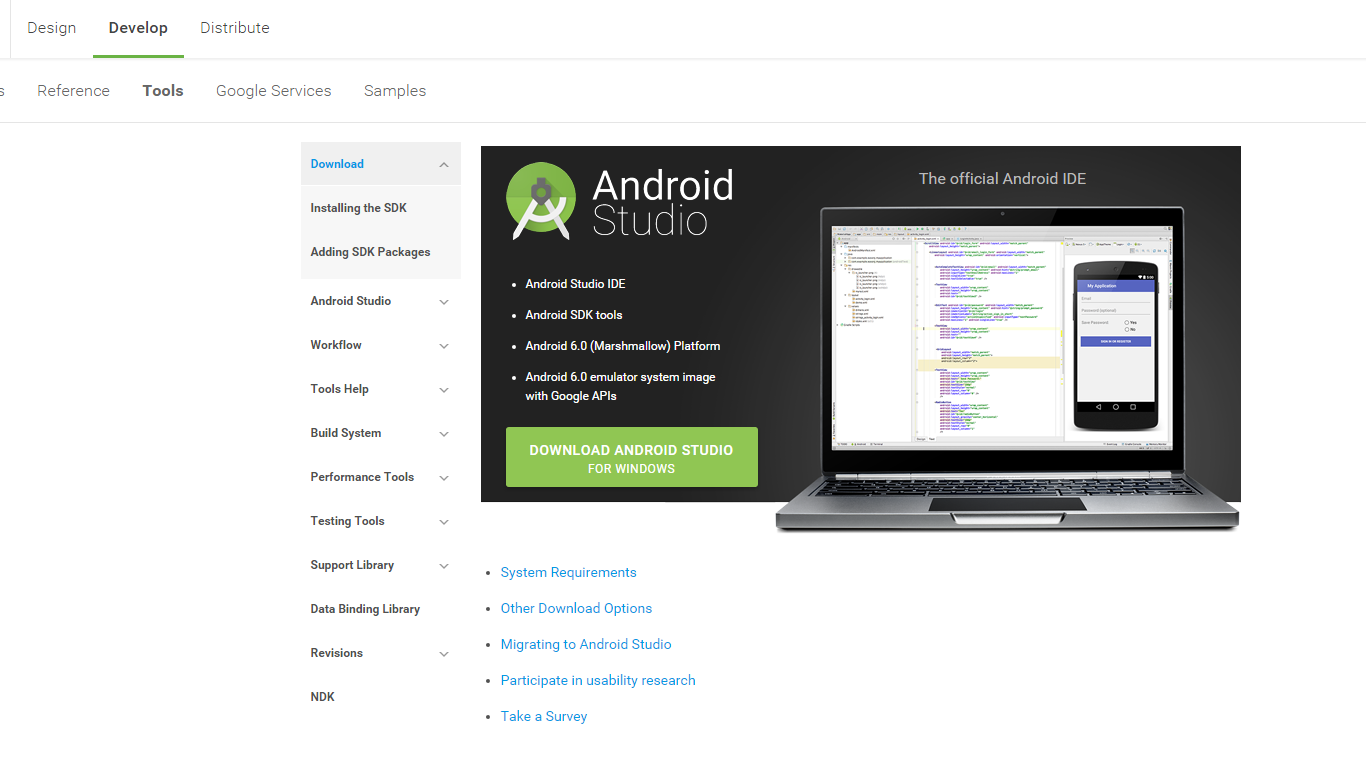 Design Develop Distribute
Reference Tools Google Services Samples
Download
Installing the SDK
Adding SDK Packages
Android Studio
Workflow
Tools Help
Build System
Performance Tools
Testing Tools
Support Library
Data Binding Library
Revisions
NDK
Android
Studio
The official Android IDE
Android Studio IDE
Android SDK tools
Android 6.0 (Marshmallow) Platform
Android 6.0 emulator system image
with Google APIs
DOWNLOAD ANDROID STUDIO
FOR WINDOWS
My Application
Email
Password (optional)
Save Password
Yes
No
SIGN IN OR REGISTER
System Requirements
Other Download Options
Migrating to Android Studio
Participate in usability research
Take a Survey